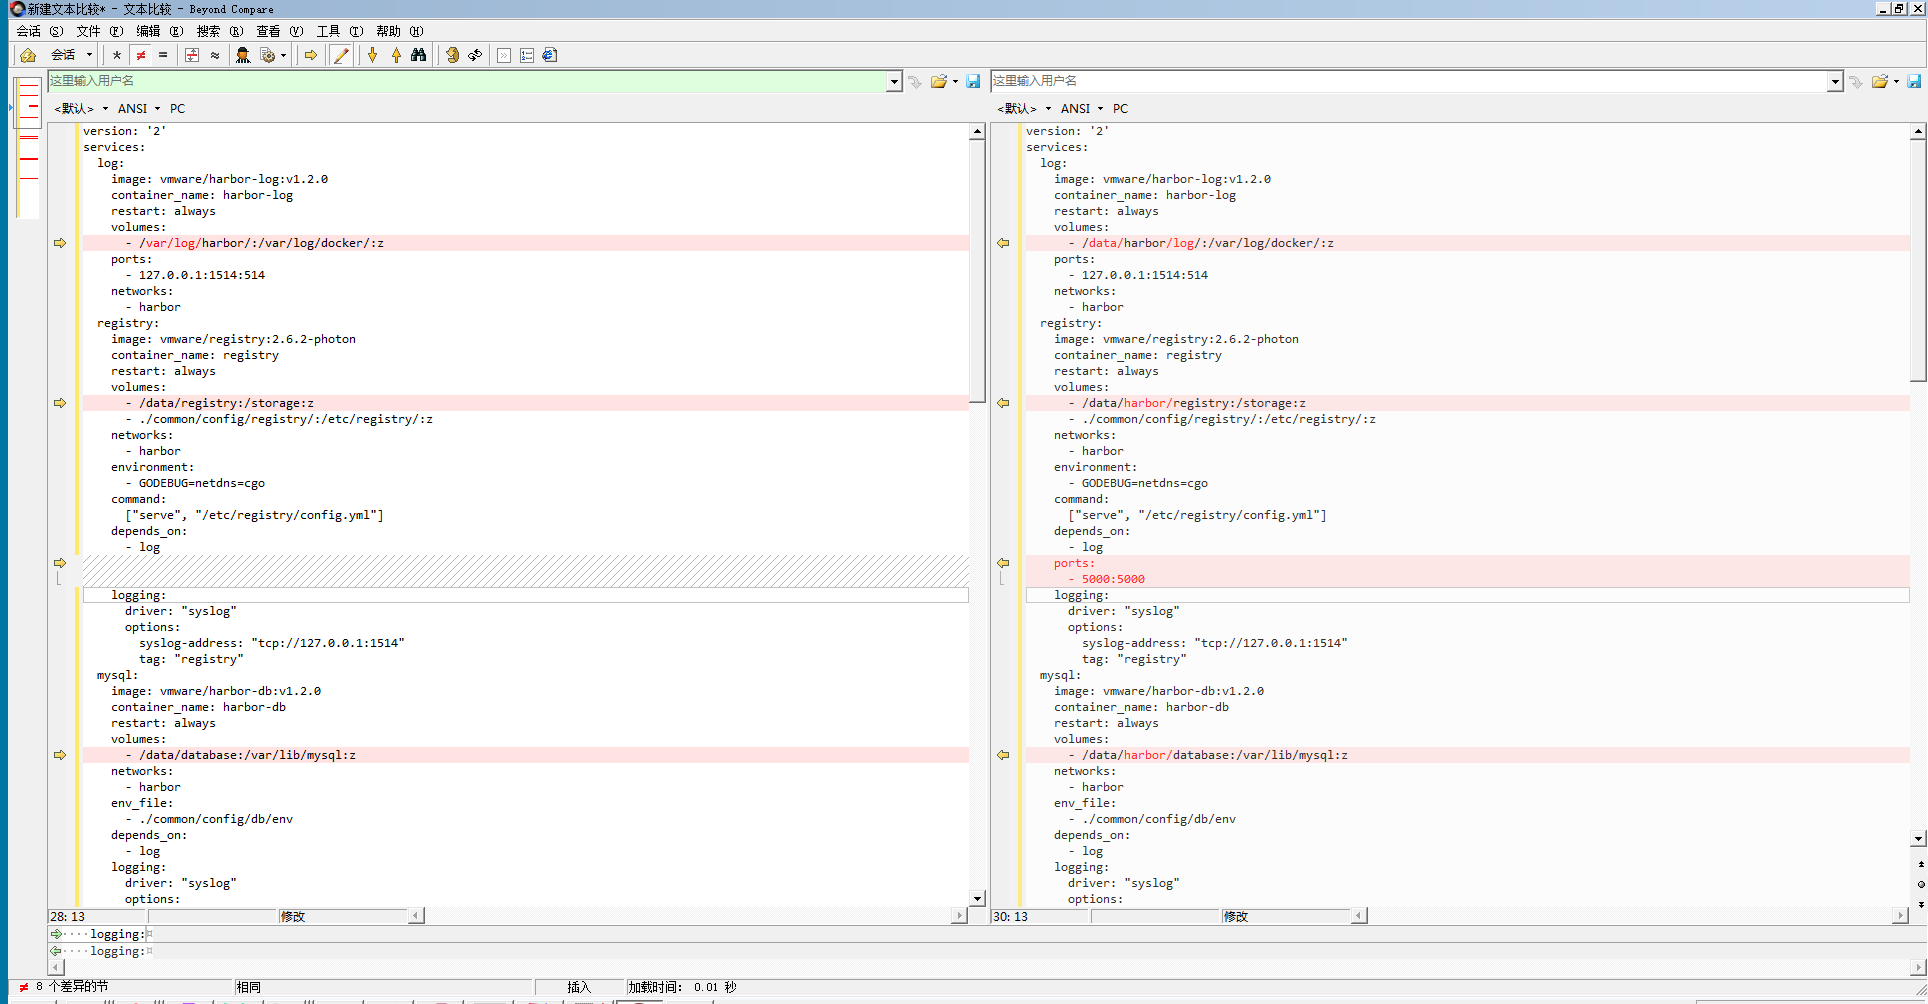 新建文本比较* - 文本比较 - Beyond Compare
会话 (S) 文件 (F) 编辑 (E) 搜索 (R) 查看 (V) 工具 (T) 帮助 (H)
会话
这里输入用户名
<默认> ANSI PC
version: '2'
services:
  log:
    image: vmware/harbor-log:v1.2.0
    container_name: harbor-log
    restart: always
    volumes:
      - /var/log/harbor/:/var/log/docker/:z
    ports:
      - 127.0.0.1:1514:514
    networks:
      - harbor
  registry:
    image: vmware/registry:2.6.2-photon
    container_name: registry
    restart: always
    volumes:
      - /data/registry:/storage:z
      - ./common/config/registry/:/etc/registry/:z
    networks:
      - harbor
    environment:
      - GODEBUG=netdns=cgo
    command:
      ["serve", "/etc/registry/config.yml"]
    depends_on:
      - log
    logging:
      driver: "syslog"
      options:
        syslog-address: "tcp://127.0.0.1:1514"
        tag: "registry"
  mysql:
    image: vmware/harbor-db:v1.2.0
    container_name: harbor-db
    restart: always
    volumes:
      - /data/database:/var/lib/mysql:z
    networks:
      - harbor
    env_file:
      - ./common/config/db/env
    depends_on:
      - log
    logging:
      driver: "syslog"
      options:
28: 13 修改
这里输入用户名
<默认> ANSI PC
version: '2'
services:
  log:
    image: vmware/harbor-log:v1.2.0
    container_name: harbor-log
    restart: always
    volumes:
      - /data/harbor/log/:/var/log/docker/:z
    ports:
      - 127.0.0.1:1514:514
    networks:
      - harbor
  registry:
    image: vmware/registry:2.6.2-photon
    container_name: registry
    restart: always
    volumes:
      - /data/harbor/registry:/storage:z
      - ./common/config/registry/:/etc/registry/:z
    networks:
      - harbor
    environment:
      - GODEBUG=netdns=cgo
    command:
      ["serve", "/etc/registry/config.yml"]
    depends_on:
      - log
    ports:
      - 5000:5000
    logging:
      driver: "syslog"
      options:
        syslog-address: "tcp://127.0.0.1:1514"
        tag: "registry"
  mysql:
    image: vmware/harbor-db:v1.2.0
    container_name: harbor-db
    restart: always
    volumes:
      - /data/harbor/database:/var/lib/mysql:z
    networks:
      - harbor
    env_file:
      - ./common/config/db/env
    depends_on:
      - log
    logging:
      driver: "syslog"
      options:
30: 13 修改
····logging:¤
····logging:¤
≠ 8 个差异的节 相同 插入 加载时间: 0.01 秒